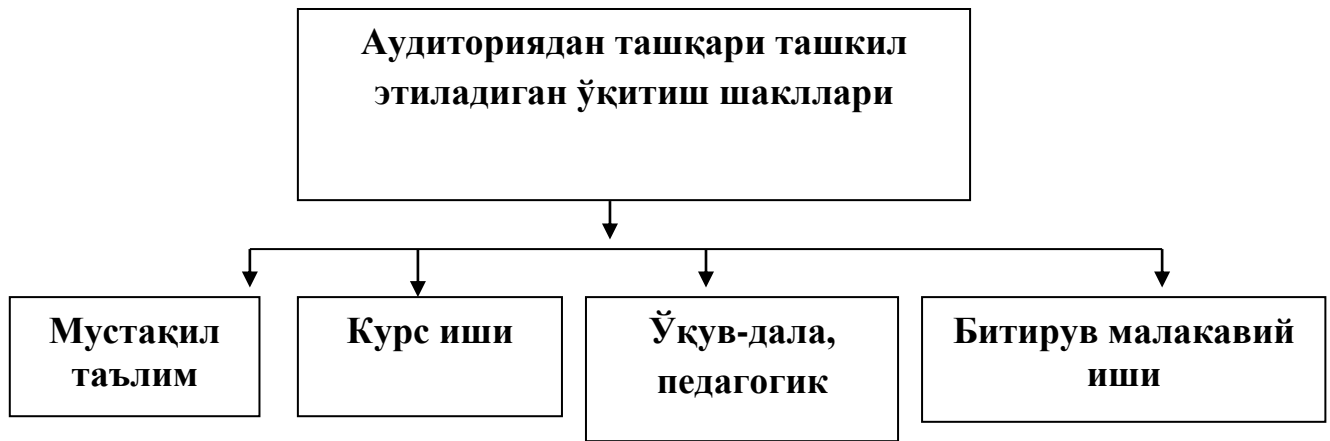 Аудиториядан ташқари ташкил
этиладиган ўқитиш шакллари
Мустақил
таълим
Курс иши
Ўқув-дала,
педагогик
Битирув малакавий
иши